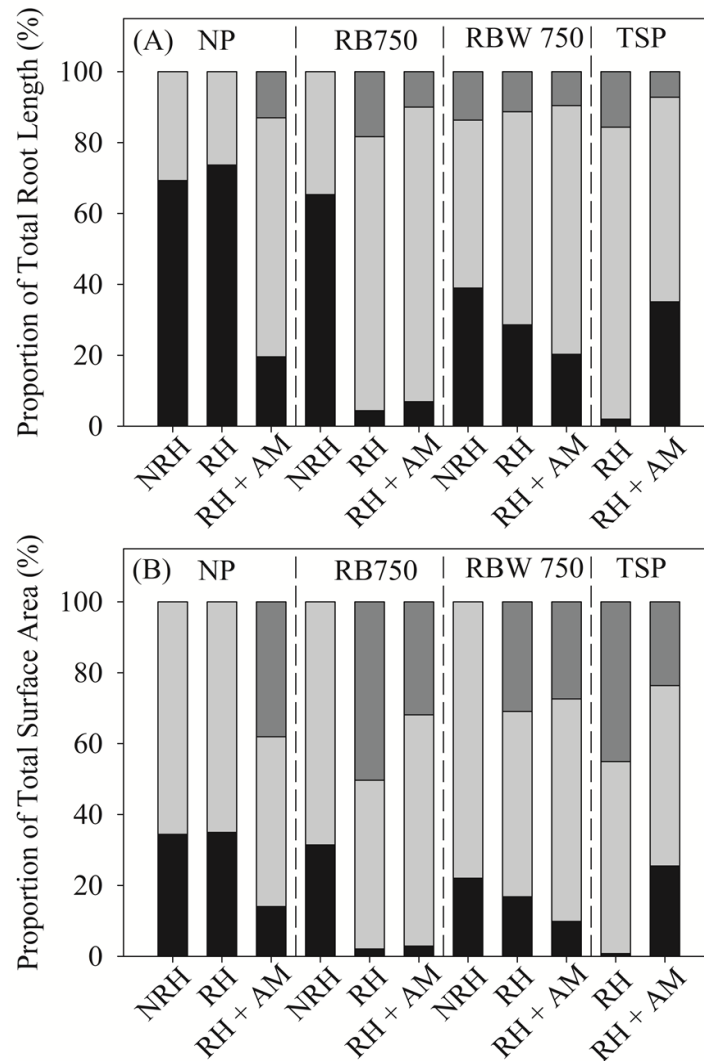 (A) NP RB750 RBW 750 TSP
Proportion of Total Root Length (%)
100
80
60
40
20
0
NRH RH RH + AM NRH RH RH + AM NRH RH RH + AM RH RH + AM
(B) NP RB750 RBW 750 TSP
Proportion of Total Surface Area (%)
100
80
60
40
20
0
NRH RH RH + AM NRH RH RH + AM NRH RH RH + AM RH RH + AM